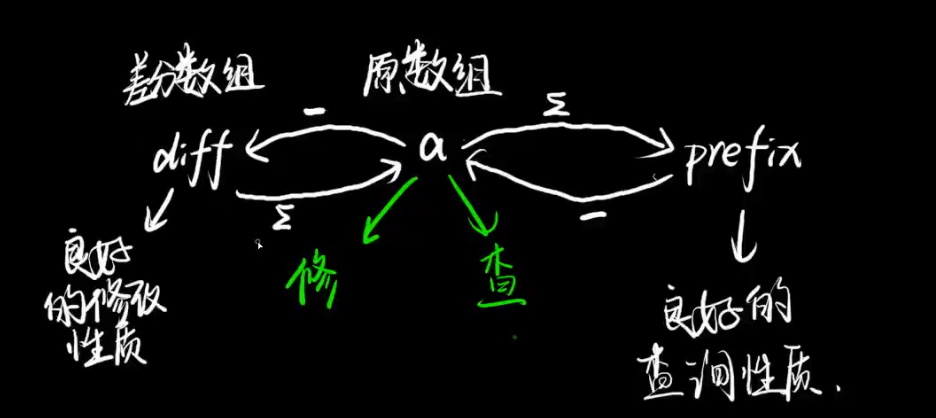 差分数组 原数组
- Σ
diff a prefix
Σ -
良好
的修改
性质
修 查
良好的
查询性质.